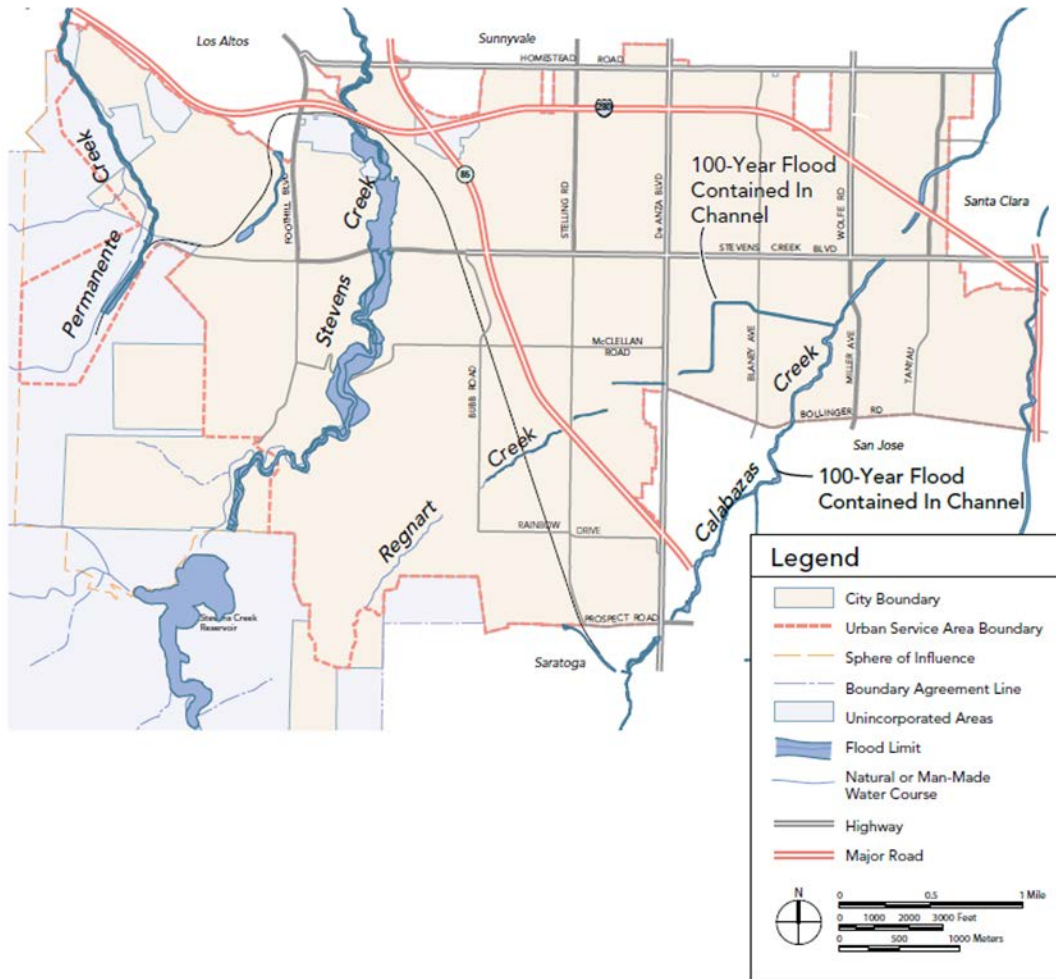 Los Altos
Sunnyvale
HOMESTEAD ROAD
280
Creek
Permanente
FOOTHILL BLVD
Creek
Stevens
85
STELLING RD
De ANZA BLVD
100-Year Flood
Contained In
Channel
WOLFE RD
Santa Clara
STEVENS CREEK BLVD
McCLELLAN
ROAD
BLANEY AVE
MILLER AVE
TANTAU
BUBB ROAD
Creek
Regnart
Creek
Calabazas
BOLLINGER RD
San Jose
100-Year Flood
Contained In Channel
RAINBOW DRIVE
PROSPECT ROAD
Saratoga
Stevens Creek
Reservoir
Legend
City Boundary
Urban Service Area Boundary
Sphere of Influence
Boundary Agreement Line
Unincorporated Areas
Flood Limit
Natural or Man-Made
Water Course
Highway
Major Road
N
0 0.5 1 Mile
0 1000 2000 3000 Feet
0 500 1000 Meters